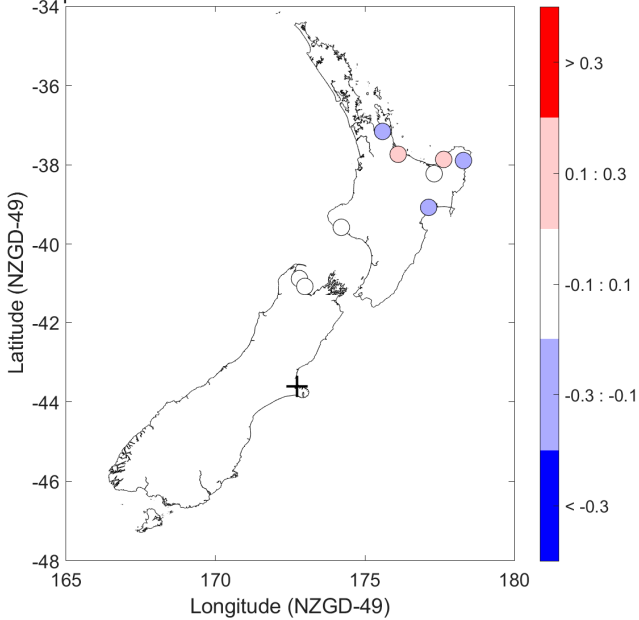 -34
-36
-38
-40
-42
-44
-46
-48
165
170
175
180
Longitude (NZGD-49)
Latitude (NZGD-49)
> 0.3
0.1 : 0.3
-0.1 : 0.1
-0.3 : -0.1
< -0.3